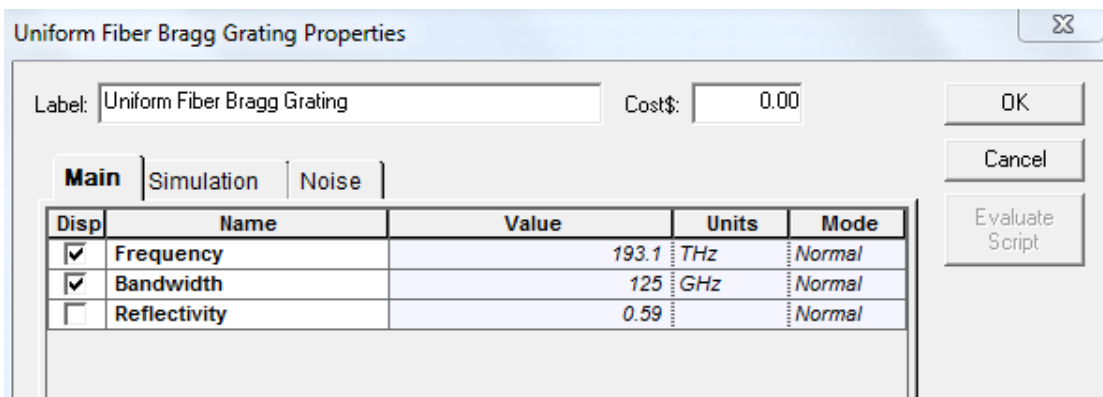 Uniform Fiber Bragg Grating Properties
Label: Uniform Fiber Bragg Grating Cost$: 0.00 OK
Cancel
Main Simulation Noise
Evaluate Script
Disp Name Value Units Mode
Frequency 193.1 THz Normal
Bandwidth 125 GHz Normal
Reflectivity 0.59 Normal